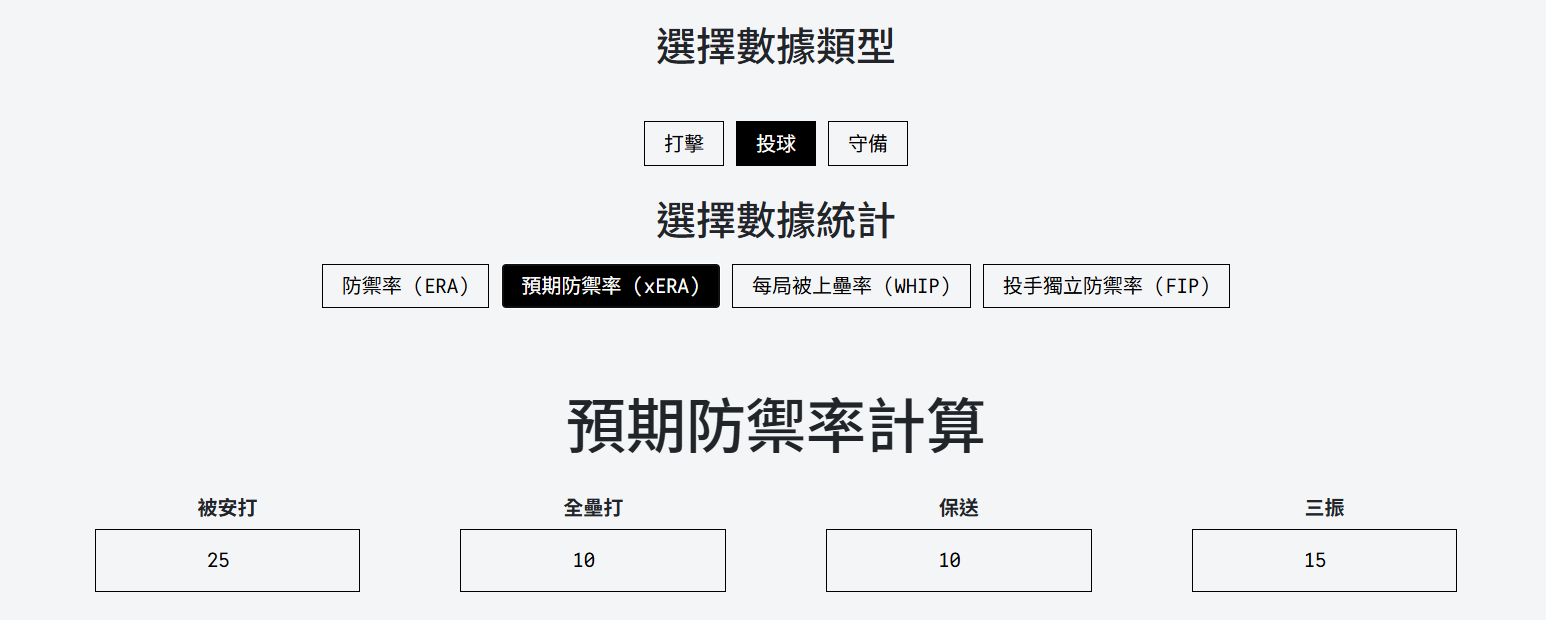 選擇數據類型
打擊 投球 守備
選擇數據統計
防禦率（ERA） 預期防禦率（xERA） 每局被上壘率（WHIP） 投手獨立防禦率（FIP）
預期防禦率計算
被安打 全壘打 保送 三振
25 10 10 15